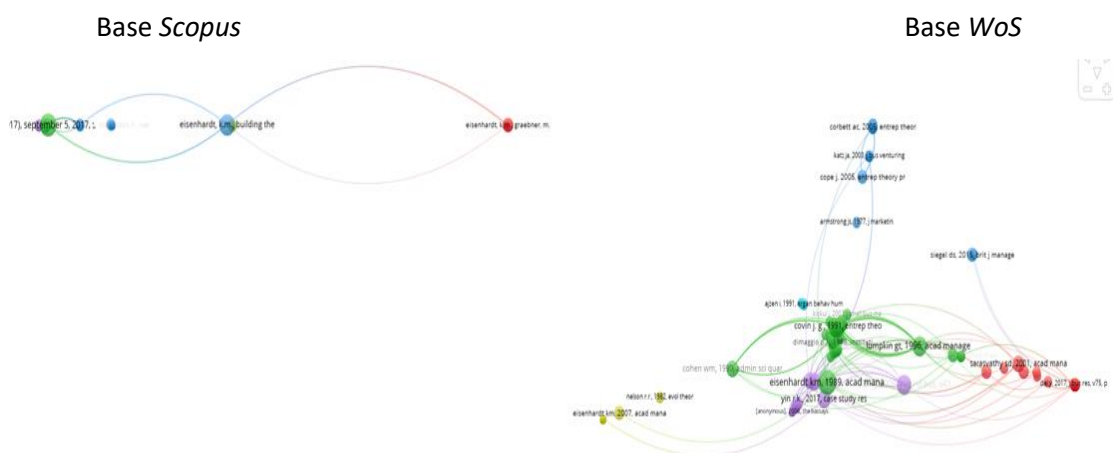 Base Scopus
Base WoS
17), september 5, 2017,
eisenhardt, k.m., building the
eisenhardt, k.m., graebner, m.
corbett ac, 2005, entrep theor
katz ja, 2000, j bus venturing
cope j, 2005, entrep theory pr
armstrong js, 1977, j marketin
siegel ds, 2015, brit j manage
ajzen i, 1991, organ behav hum
covin j. g., 1991, entrep theo
lumpkin gt, 1996, acad manage
cohen wm, 1990, admin sci quar
sarasvathy sd, 2001, acad mana
eisenhardt km, 1989, acad mana
yin r.k., 2017, case study res
nelson r.r, 1982, evol theor
eisenhardt km, 2007, acad mana